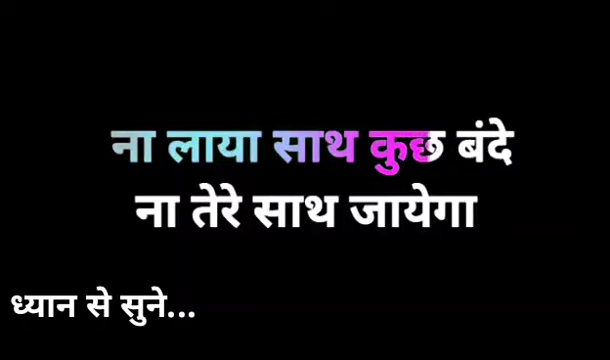 ना लाया साथ कुछ बंदे
ना तेरे साथ जायेगा
ध्यान से सुने...